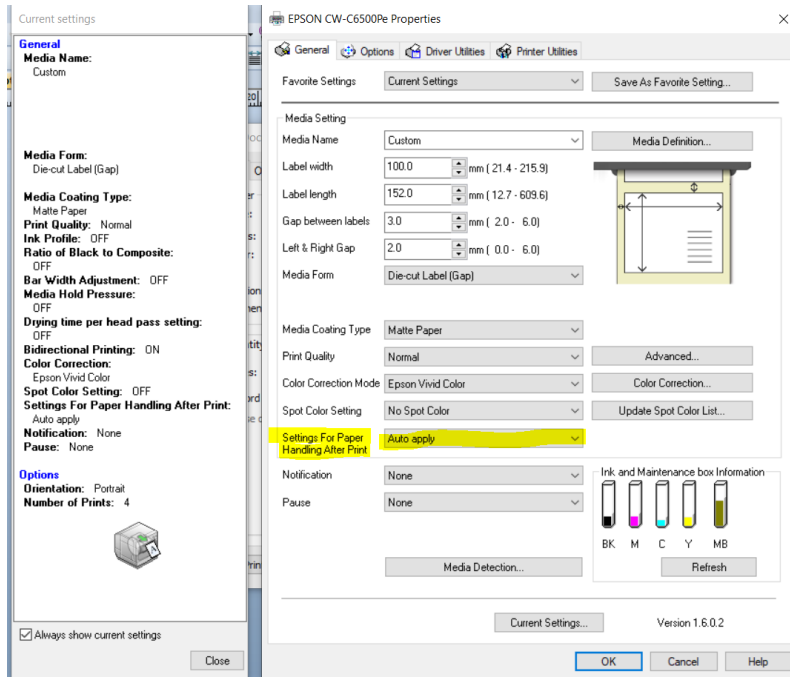 Current settings
General
Media Name:
Custom
Media Form:
Die-cut Label (Gap)
Media Coating Type:
Matte Paper
Print Quality: Normal
Ink Profile: OFF
Ratio of Black to Composite:
OFF
Bar Width Adjustment: OFF
Media Hold Pressure:
OFF
Drying time per head pass setting:
OFF
Bidirectional Printing: ON
Color Correction:
Epson Vivid Color
Spot Color Setting: OFF
Settings For Paper Handling After Print:
Auto apply
Notification: None
Pause: None
Options
Orientation: Portrait
Number of Prints: 4
Always show current settings
Close
EPSON CW-C6500Pe Properties
General Options Driver Utilities Printer Utilities
Favorite Settings Current Settings Save As Favorite Setting...
Media Setting
Media Name Custom Media Definition...
Label width 100.0 mm ( 21.4 - 215.9)
Label length 152.0 mm ( 12.7 - 609.6)
Gap between labels 3.0 mm ( 2.0 - 6.0)
Left & Right Gap 2.0 mm ( 0.0 - 6.0)
Media Form Die-cut Label (Gap)
Media Coating Type Matte Paper
Print Quality Normal Advanced...
Color Correction Mode Epson Vivid Color Color Correction...
Spot Color Setting No Spot Color Update Spot Color List...
Settings For Paper
Handling After Print Auto apply
Notification None
Pause None
Ink and Maintenance box Information
BK M C Y MB
Media Detection... Refresh
Current Settings... Version 1.6.0.2
OK Cancel Help